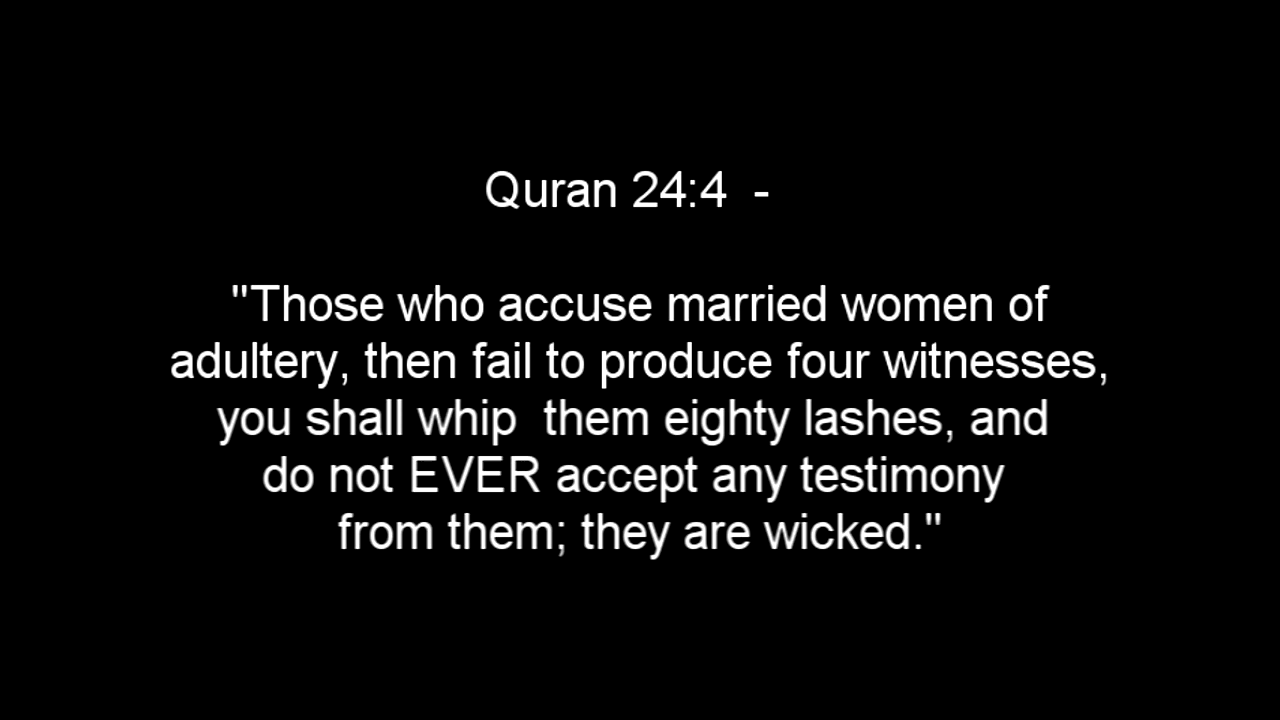 Quran 24:4  -
"Those who accuse married women of
adultery, then fail to produce four witnesses,
you shall whip  them eighty lashes, and
do not EVER accept any testimony
from them; they are wicked."